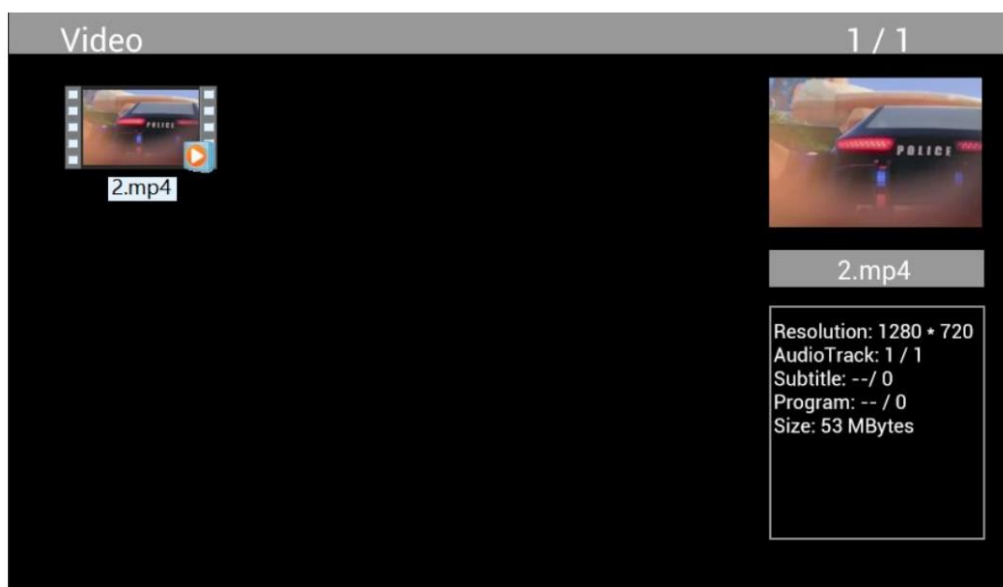 Video
1 / 1
POLICE
2.mp4
POLICE
2.mp4
Resolution: 1280 * 720
AudioTrack: 1 / 1
Subtitle: --/ 0
Program: -- / 0
Size: 53 MBytes